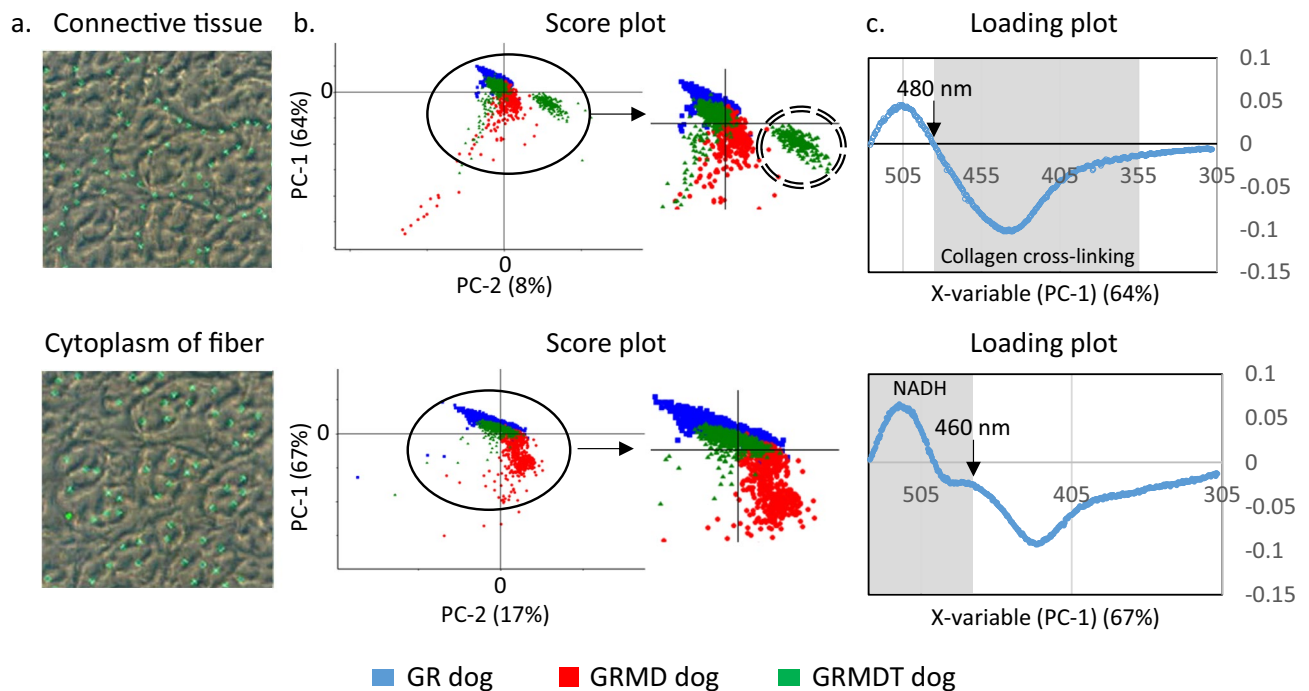 a. Connective tissue
b. Score plot
c. Loading plot
0
PC-1 (64%)
0
PC-2 (8%)
480 nm
0.1
0.05
0
-0.05
-0.1
-0.15
505 455 405 355 305
Collagen cross-linking
X-variable (PC-1) (64%)
Cytoplasm of fiber
Score plot
Loading plot
0
PC-1 (67%)
0
PC-2 (17%)
NADH
460 nm
0.1
0.05
0
-0.05
-0.1
-0.15
505 405 305
X-variable (PC-1) (67%)
GR dog GRMD dog GRMDT dog